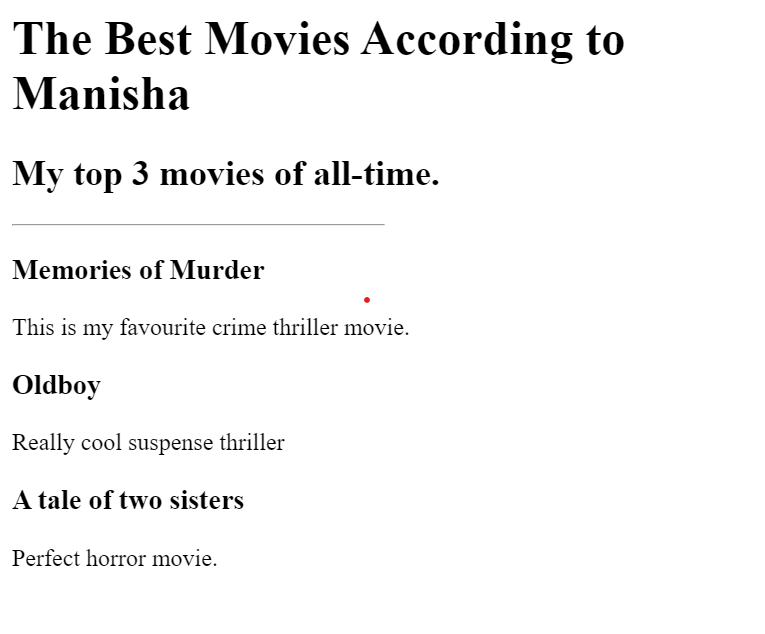 The Best Movies According to
Manisha
My top 3 movies of all-time.
Memories of Murder
This is my favourite crime thriller movie.
Oldboy
Really cool suspense thriller
A tale of two sisters
Perfect horror movie.